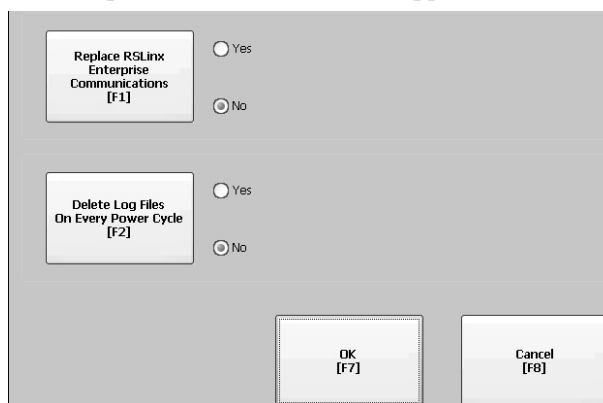 Replace RSLinx
Enterprise
Communications
[F1]
Yes
No
Delete Log Files
On Every Power Cycle
[F2]
Yes
No
OK
[F7]
Cancel
[F8]